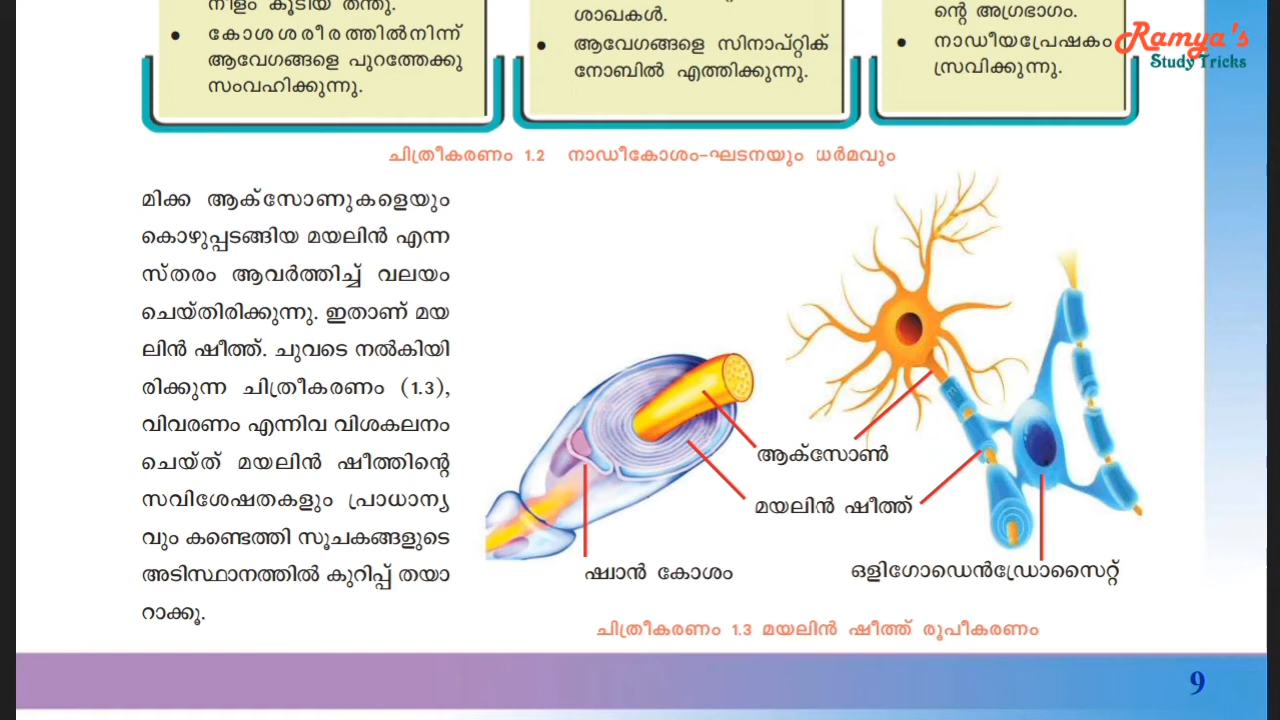 നീളം കൂടിയ തന്തു.
കോശശരീരത്തിൽനിന്ന്
ആവേഗങ്ങളെ പുറത്തേക്കു
സംവഹിക്കുന്നു.
ശാഖകൾ.
ആവേഗങ്ങളെ സിനാപ്റ്റിക്
നോബിൽ എത്തിക്കുന്നു.
ന്റെ അഗ്രഭാഗം.
നാഡീയപ്രേഷകം
സ്രവിക്കുന്നു.
Ramya's
Study Tricks
ചിത്രീകരണം 1.2 നാഡീകോശം-ഘടനയും ധർമവും
മിക്ക ആക്സോണുകളെയും
കൊഴുപ്പടങ്ങിയ മയലിൻ എന്ന
സ്തരം ആവർത്തിച്ച് വലയം
ചെയ്തിരിക്കുന്നു. ഇതാണ് മയ
ലിൻ ഷീത്ത്. ചുവടെ നൽകിയി
രിക്കുന്ന ചിത്രീകരണം (1.3),
വിവരണം എന്നിവ വിശകലനം
ചെയ്ത് മയലിൻ ഷീത്തിന്റെ
സവിശേഷതകളും പ്രാധാന്യ
വും കണ്ടെത്തി സൂചകങ്ങളുടെ
അടിസ്ഥാനത്തിൽ കുറിപ്പ് തയാ
റാക്കൂ.
ആക്സോൺ
മയലിൻ ഷീത്ത്
ഷ്വാൻ കോശം
ഒളിഗോഡെൻഡ്രോസൈറ്റ്
ചിത്രീകരണം 1.3 മയലിൻ ഷീത്ത് രൂപീകരണം
9